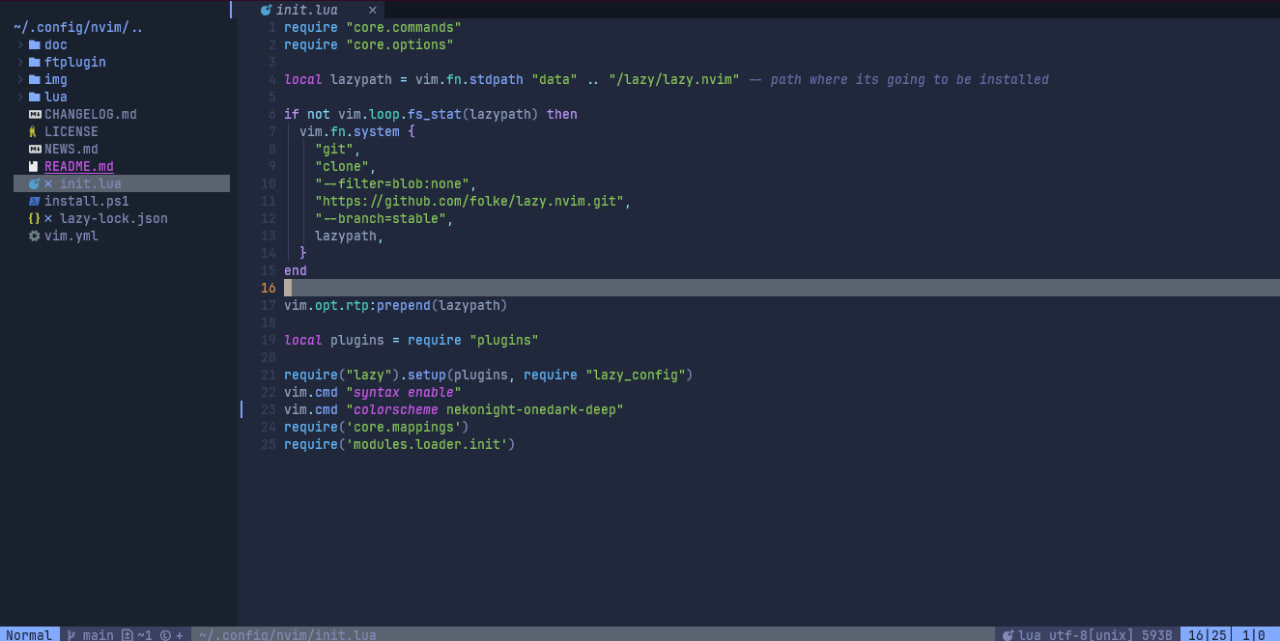 ~/.config/nvim/..
doc
ftplugin
img
lua
CHANGELOG.md
LICENSE
NEWS.md
README.md
init.lua
install.ps1
{} × lazy-lock.json
vim.yml
init.lua ×
1 require "core.commands"
2 require "core.options"
3
4 local lazypath = vim.fn.stdpath "data" .. "/lazy/lazy.nvim" -- path where its going to be installed
5
6 if not vim.loop.fs_stat(lazypath) then
7 vim.fn.system {
8 "git",
9 "clone",
10 "--filter=blob:none",
11 "https://github.com/folke/lazy.nvim.git",
12 "--branch=stable",
13 lazypath,
14 }
15 end
16
17 vim.opt.rtp:prepend(lazypath)
18
19 local plugins = require "plugins"
20
21 require("lazy").setup(plugins, require "lazy_config")
22 vim.cmd "syntax enable"
23 vim.cmd "colorscheme nekonight-onedark-deep"
24 require('core.mappings')
25 require('modules.loader.init')
Normal main ~1 + ~/.config/nvim/init.lua lua utf-8[unix] 593B 16|25 1|0